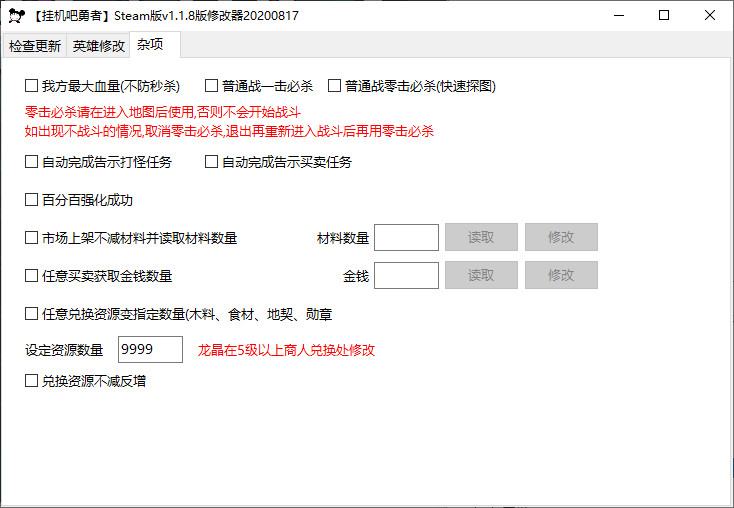 【挂机吧勇者】Steam版v1.1.8版修改器20200817
检查更新 英雄修改 杂项
我方最大血量(不防秒杀) 普通战一击必杀 普通战零击必杀(快速探图)
零击必杀请在进入地图后使用,否则不会开始战斗
如出现不战斗的情况,取消零击必杀,退出再重新进入战斗后再用零击必杀
自动完成告示打怪任务 自动完成告示买卖任务
百分百强化成功
市场上架不减材料并读取材料数量 材料数量 读取 修改
任意买卖获取金钱数量 金钱 读取 修改
任意兑换资源变指定数量(木料、食材、地契、勋章
设定资源数量 9999 龙晶在5级以上商人兑换处修改
兑换资源不减反增